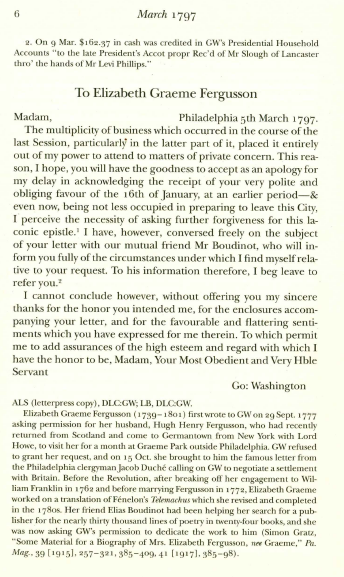 6
March 1797
2. On 9 Mar. $162.37 in cash was credited in GW's Presidential Household
Accounts "to the late President's Accot propr Rec'd of Mr Slough of Lancaster
thro' the hands of Mr Levi Phillips."
To Elizabeth Graeme Fergusson
Madam,
Philadelphia 5th March 1797.
The multiplicity of business which occurred in the course of the
last Session, particularly in the latter part of it, placed it entirely
out of my power to attend to matters of private concern. This rea-
son, I hope, you will have the goodness to accept as an apology for
my delay in acknowledging the receipt of your very polite and
obliging favour of the 16th of January, at an earlier period—&
even now, being not less occupied in preparing to leave this City,
I perceive the necessity of asking further forgiveness for this la-
conic epistle.¹ I have, however, conversed freely on the subject
of your letter with our mutual friend Mr Boudinot, who will in-
form you fully of the circumstances under which I find myself rela-
tive to your request. To his information therefore, I beg leave to
refer you.²
I cannot conclude however, without offering you my sincere
thanks for the honor you intended me, for the enclosures accom-
panying your letter, and for the favourable and flattering senti-
ments which you have expressed for me therein. To which permit
me to add assurances of the high esteem and regard with which I
have the honor to be, Madam, Your Most Obedient and Very Hble
Servant
Go: Washington
ALS (letterpress copy), DLC:GW; LB, DLC:GW.
Elizabeth Graeme Fergusson (1739–1801) first wrote to GW on 29 Sept. 1777
asking permission for her husband, Hugh Henry Fergusson, who had recently
returned from Scotland and come to Germantown from New York with Lord
Howe, to visit her for a month at Graeme Park outside Philadelphia. GW refused
to grant her request, and on 15 Oct. she brought to him the famous letter from
the Philadelphia clergyman Jacob Duché calling on GW to negotiate a settlement
with Britain. Before the Revolution, after breaking off her engagement to Wil-
liam Franklin in 1762 and before marrying Fergusson in 1772, Elizabeth Graeme
worked on a translation of Fénelon's Telemachus which she revised and completed
in the 1780s. Her friend Elias Boudinot had been helping her search for a pub-
lisher for the nearly thirty thousand lines of poetry in twenty-four books, and she
was now asking GW's permission to dedicate the work to him (Simon Gratz,
"Some Material for a Biography of Mrs. Elizabeth Fergusson, née Graeme," Pa.
Mag., 39 [1915], 257–321, 385–409, 41 [1917], 385–98).